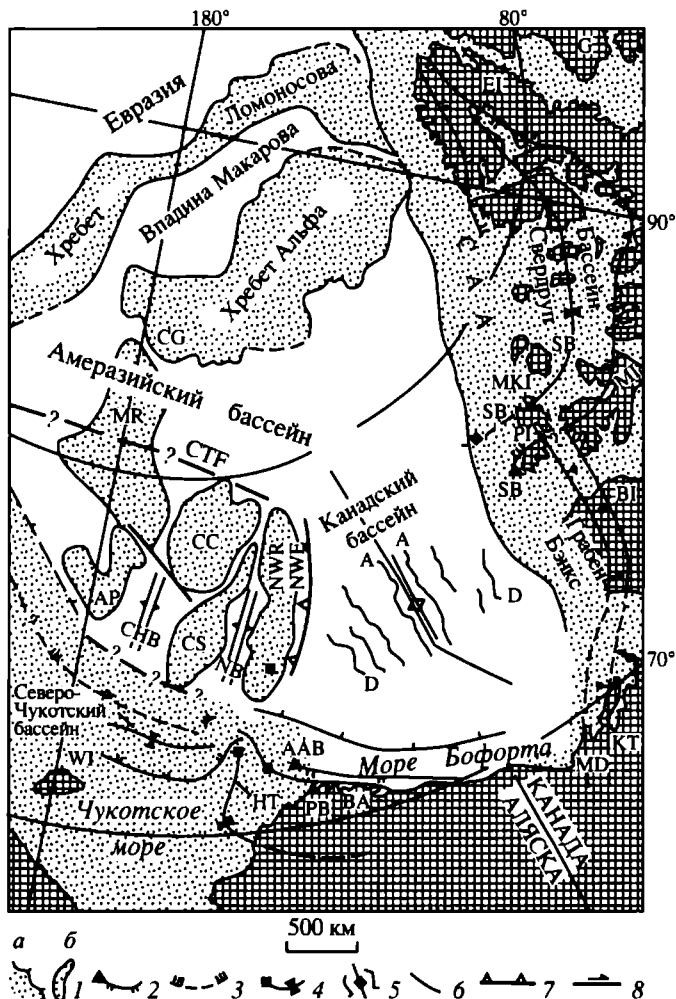 180°
80°
G
EI
Евразия
Ломоносова
Хребет
Впадина Макарова
Хребет Альфа
CG
90°
С А А
Бассейн
Свердруп
SB
MKI
MI
SB
PI
SB
BI
Амеразийский бассейн
MR
?
?
CTF
Канадский
бассейн
A
A
Грабен
Бэнкс
CC
NWR
NWE
AP
CHB
CS
NB
D
D
?
?
70°
Северо-
Чукотский
бассейн
WI
AAB
Море Бофорта
KT
MD
HT
PB
BA
Чукотское
море
КАНАДА
АЛЯСКА
500 км
а б
1 2 3 4 5 6 7 8